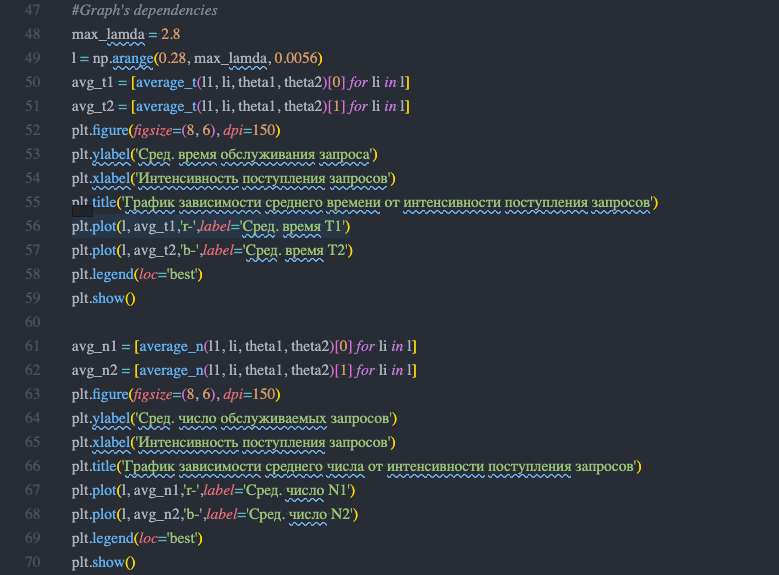 47 #Graph's dependencies
48 max_lamda = 2.8
49 l = np.arange(0.28, max_lamda, 0.0056)
50 avg_t1 = [average_t(l1, li, theta1, theta2)[0] for li in l]
51 avg_t2 = [average_t(l1, li, theta1, theta2)[1] for li in l]
52 plt.figure(figsize=(8, 6), dpi=150)
53 plt.ylabel('Сред. время обслуживания запроса')
54 plt.xlabel('Интенсивность поступления запросов')
55 plt.title('График зависимости среднего времени от интенсивности поступления запросов')
56 plt.plot(l, avg_t1,'r-',label='Сред. время T1')
57 plt.plot(l, avg_t2,'b-',label='Сред. время T2')
58 plt.legend(loc='best')
59 plt.show()
60
61 avg_n1 = [average_n(l1, li, theta1, theta2)[0] for li in l]
62 avg_n2 = [average_n(l1, li, theta1, theta2)[1] for li in l]
63 plt.figure(figsize=(8, 6), dpi=150)
64 plt.ylabel('Сред. число обслуживаемых запросов')
65 plt.xlabel('Интенсивность поступления запросов')
66 plt.title('График зависимости среднего числа от интенсивности поступления запросов')
67 plt.plot(l, avg_n1,'r-',label='Сред. число N1')
68 plt.plot(l, avg_n2,'b-',label='Сред. число N2')
69 plt.legend(loc='best')
70 plt.show()